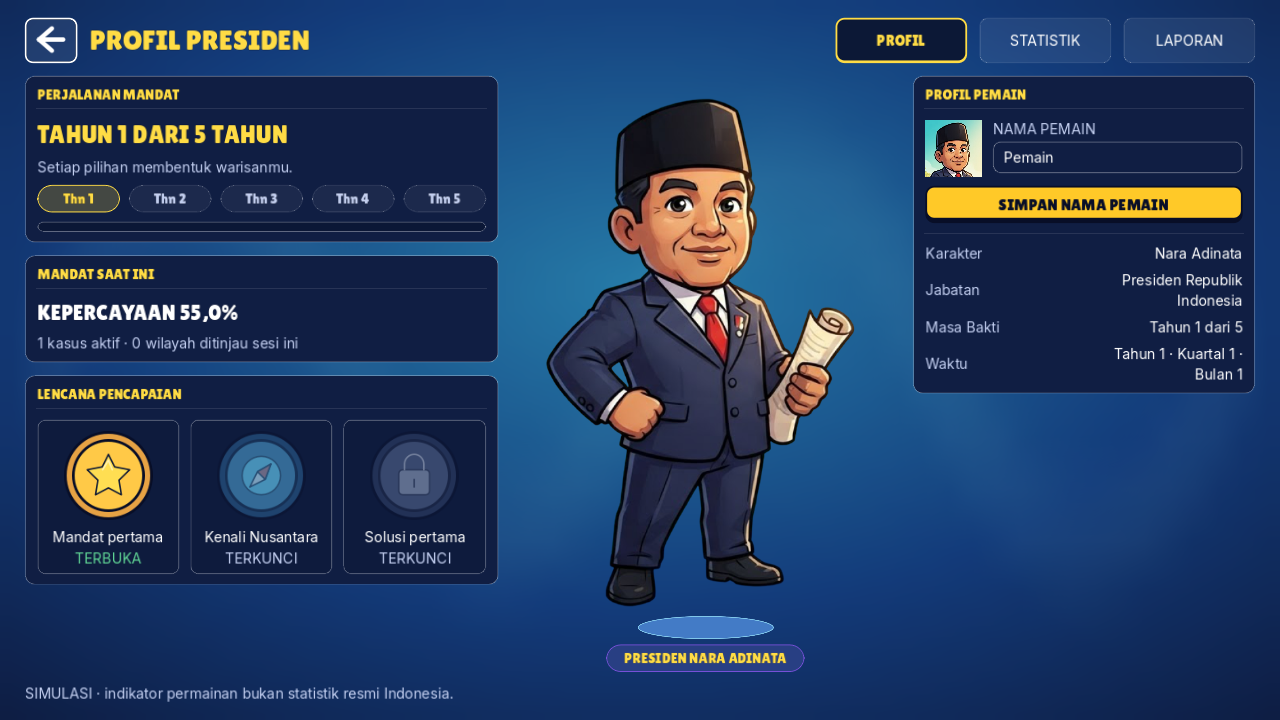 PROFIL PRESIDEN
PROFIL
STATISTIK
LAPORAN
PERJALANAN MANDAT
TAHUN 1 DARI 5 TAHUN
Setiap pilihan membentuk warisanmu.
Thn 1
Thn 2
Thn 3
Thn 4
Thn 5
MANDAT SAAT INI
KEPERCAYAAN 55,0%
1 kasus aktif · 0 wilayah ditinjau sesi ini
LENCANA PENCAPAIAN
Mandat pertama
TERBUKA
Kenali Nusantara
TERKUNCI
Solusi pertama
TERKUNCI
PRESIDEN NARA ADINATA
PROFIL PEMAIN
NAMA PEMAIN
Pemain
SIMPAN NAMA PEMAIN
Karakter
Nara Adinata
Jabatan
Presiden Republik
Indonesia
Masa Bakti
Tahun 1 dari 5
Waktu
Tahun 1 · Kuartal 1 ·
Bulan 1
SIMULASI · indikator permainan bukan statistik resmi Indonesia.